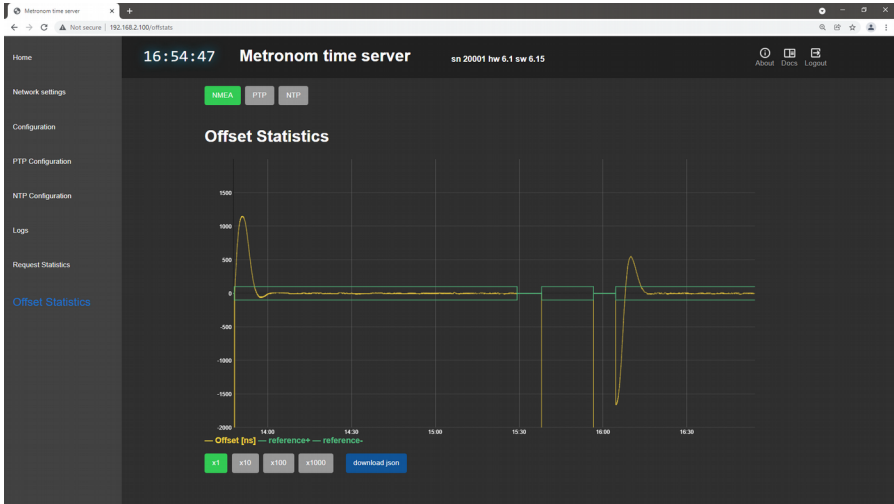 Metronom time server
Not secure | 192.168.2.100/offstats
Home
Network settings
Configuration
PTP Configuration
NTP Configuration
Logs
Request Statistics
Offset Statistics
16:54:47 Metronom time server sn 20001 hw 6.1 sw 6.15
About Docs Logout
NMEA PTP NTP
Offset Statistics
1500
1000
500
0
-500
-1000
-1500
-2000
14:00 14:30 15:00 15:30 16:00 16:30
— Offset [ns] — reference+ — reference-
x1 x10 x100 x1000 download json